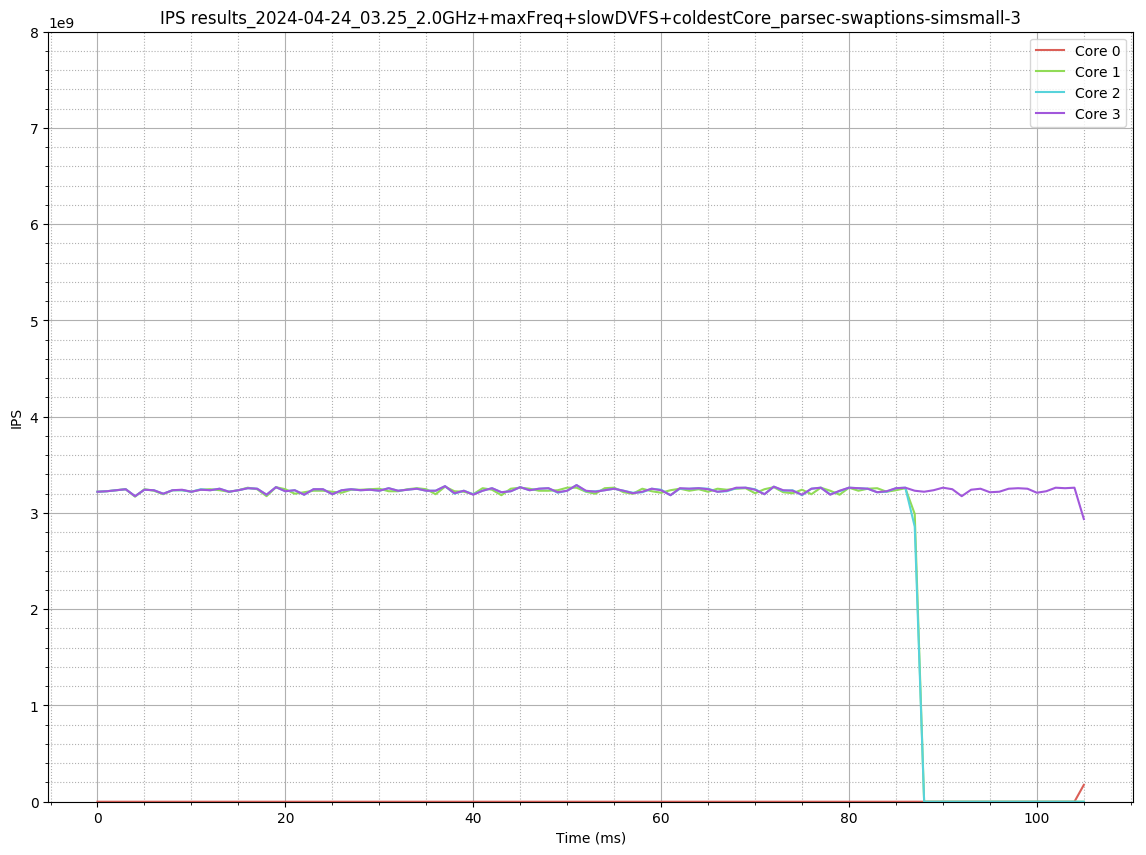 IPS results_2024-04-24_03.25_2.0GHz+maxFreq+slowDVFS+coldestCore_parsec-swaptions-simsmall-3
1e9
8
7
6
5
4
3
2
1
0
IPS
Core 0
Core 1
Core 2
Core 3
0 20 40 60 80 100
Time (ms)